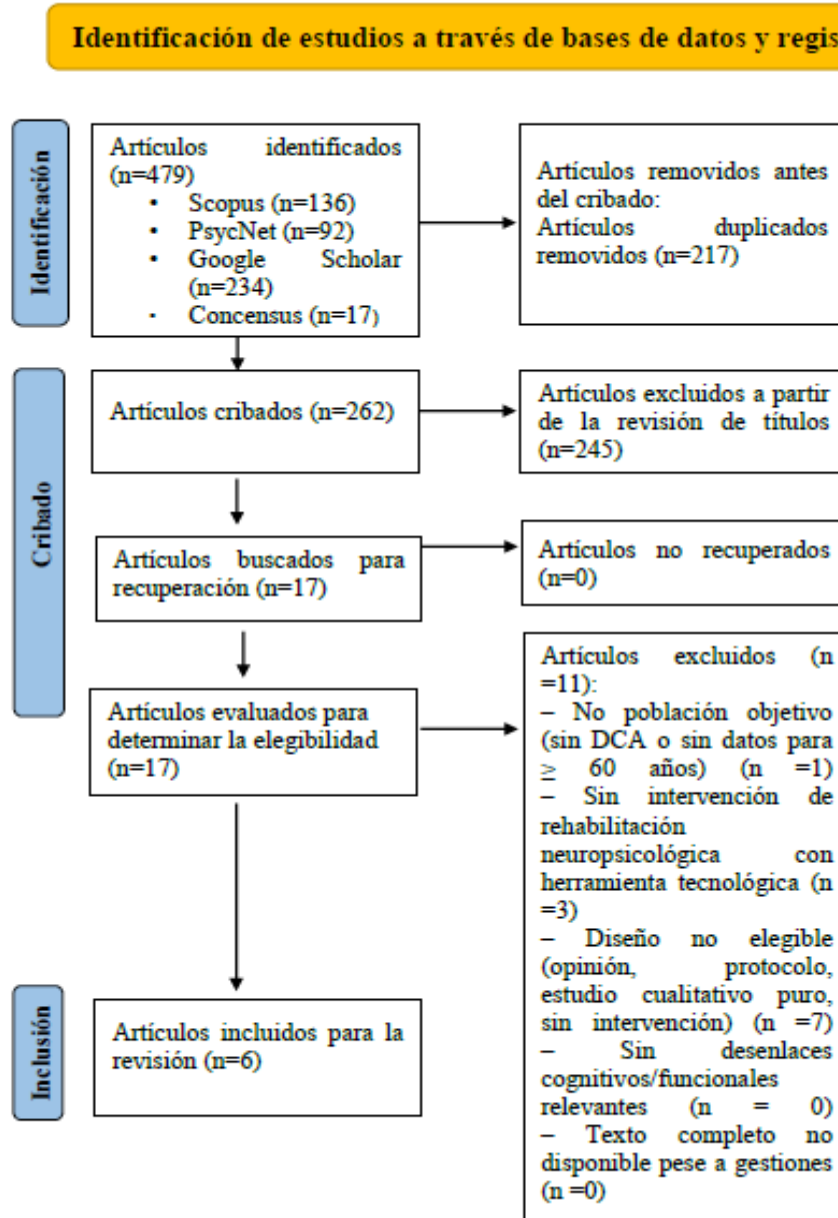 Identificación de estudios a través de bases de datos y regis
Identificación
Artículos identificados
(n=479)
• Scopus (n=136)
• PsycNet (n=92)
• Google Scholar
(n=234)
• Concensus (n=17)
Artículos removidos antes
del cribado:
Artículos duplicados
removidos (n=217)
Cribado
Artículos cribados (n=262)
Artículos excluidos a partir
de la revisión de títulos
(n=245)
Artículos buscados para
recuperación (n=17)
Artículos no recuperados
(n=0)
Artículos evaluados para
determinar la elegibilidad
(n=17)
Artículos excluidos (n
=11):
– No población objetivo
(sin DCA o sin datos para
≥ 60 años) (n =1)
– Sin intervención de
rehabilitación
neuropsicológica con
herramienta tecnológica (n
=3)
– Diseño no elegible
(opinión, protocolo,
estudio cualitativo puro,
sin intervención) (n =7)
– Sin desenlaces
cognitivos/funcionales
relevantes (n = 0)
– Texto completo no
disponible pese a gestiones
(n =0)
Inclusión
Artículos incluidos para la
revisión (n=6)